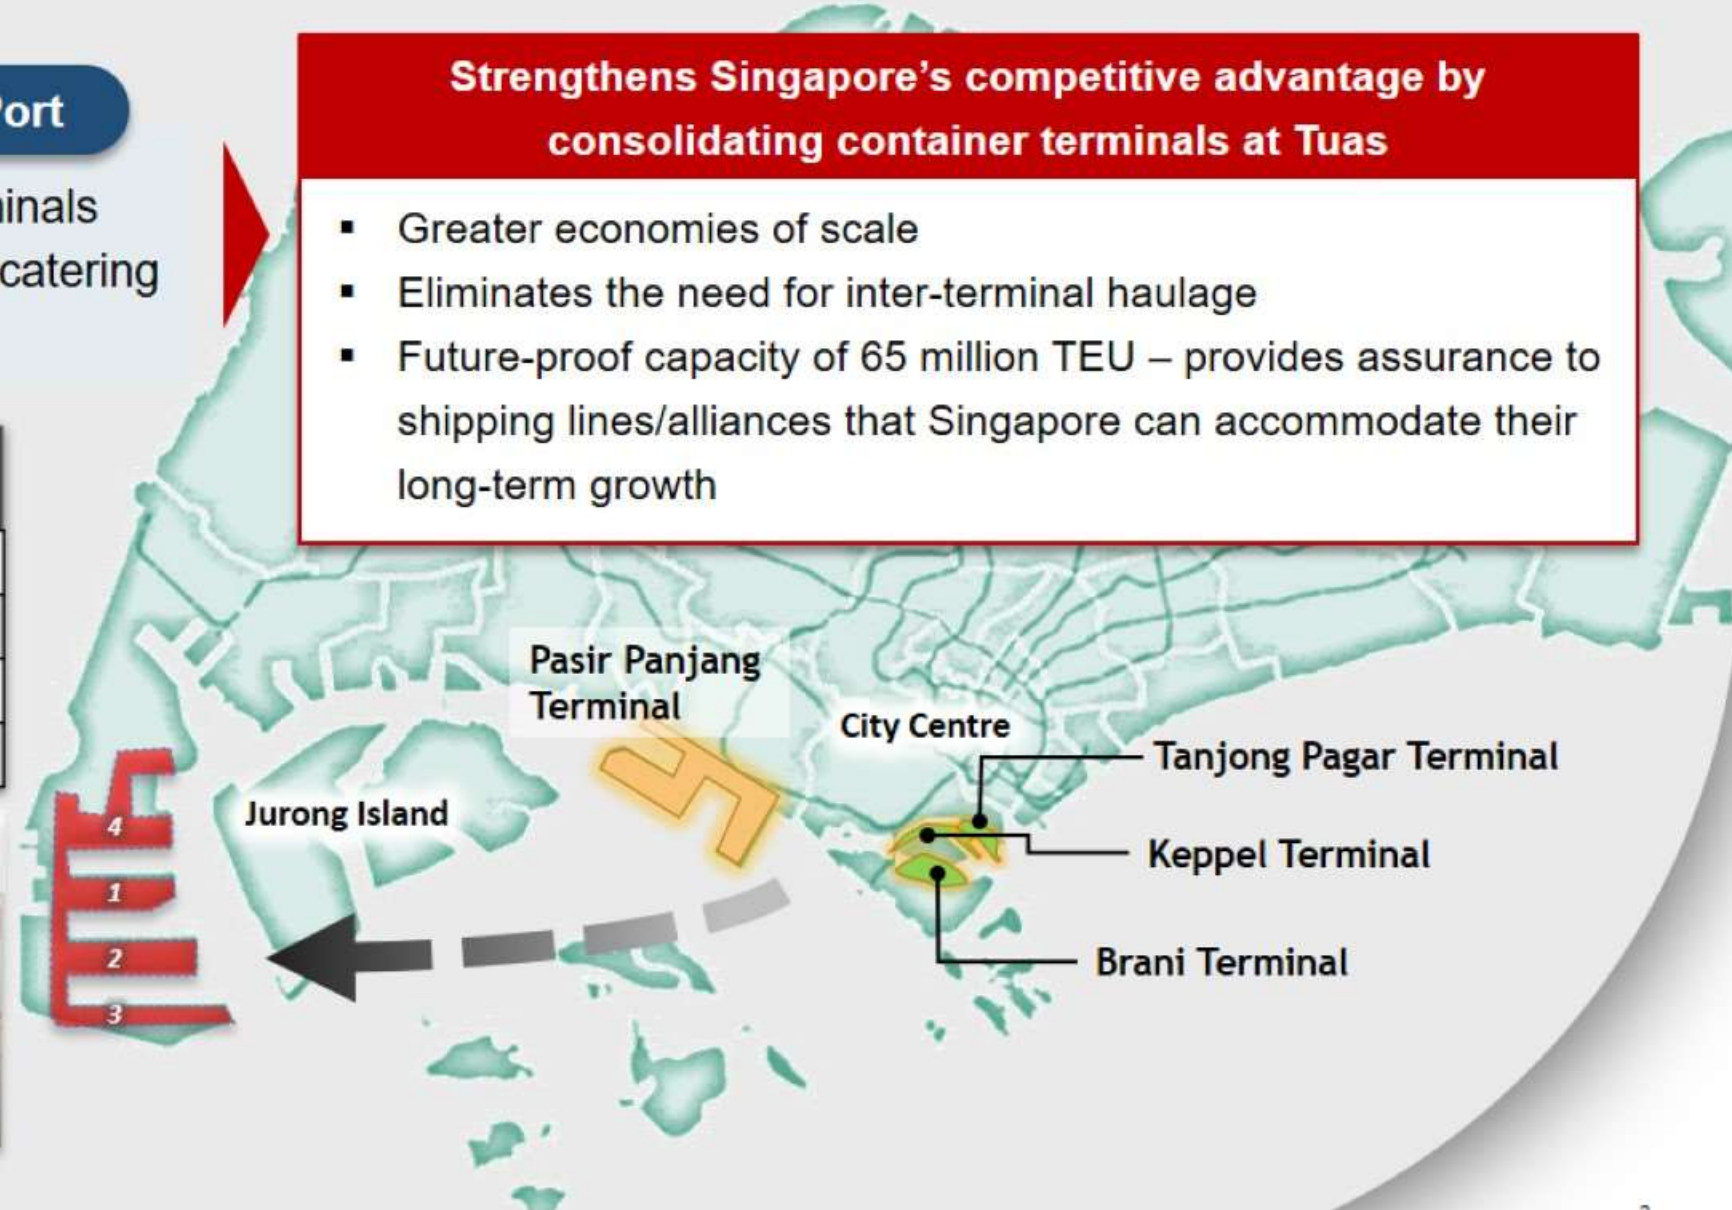 Port
Strengthens Singapore's competitive advantage by
consolidating container terminals at Tuas
catering
▪ Greater economies of scale
▪ Eliminates the need for inter-terminal haulage
▪ Future-proof capacity of 65 million TEU – provides assurance to
shipping lines/alliances that Singapore can accommodate their
long-term growth
Pasir Panjang
Terminal
City Centre
Tanjong Pagar Terminal
Jurong Island
4
Keppel Terminal
1
2
Brani Terminal
3